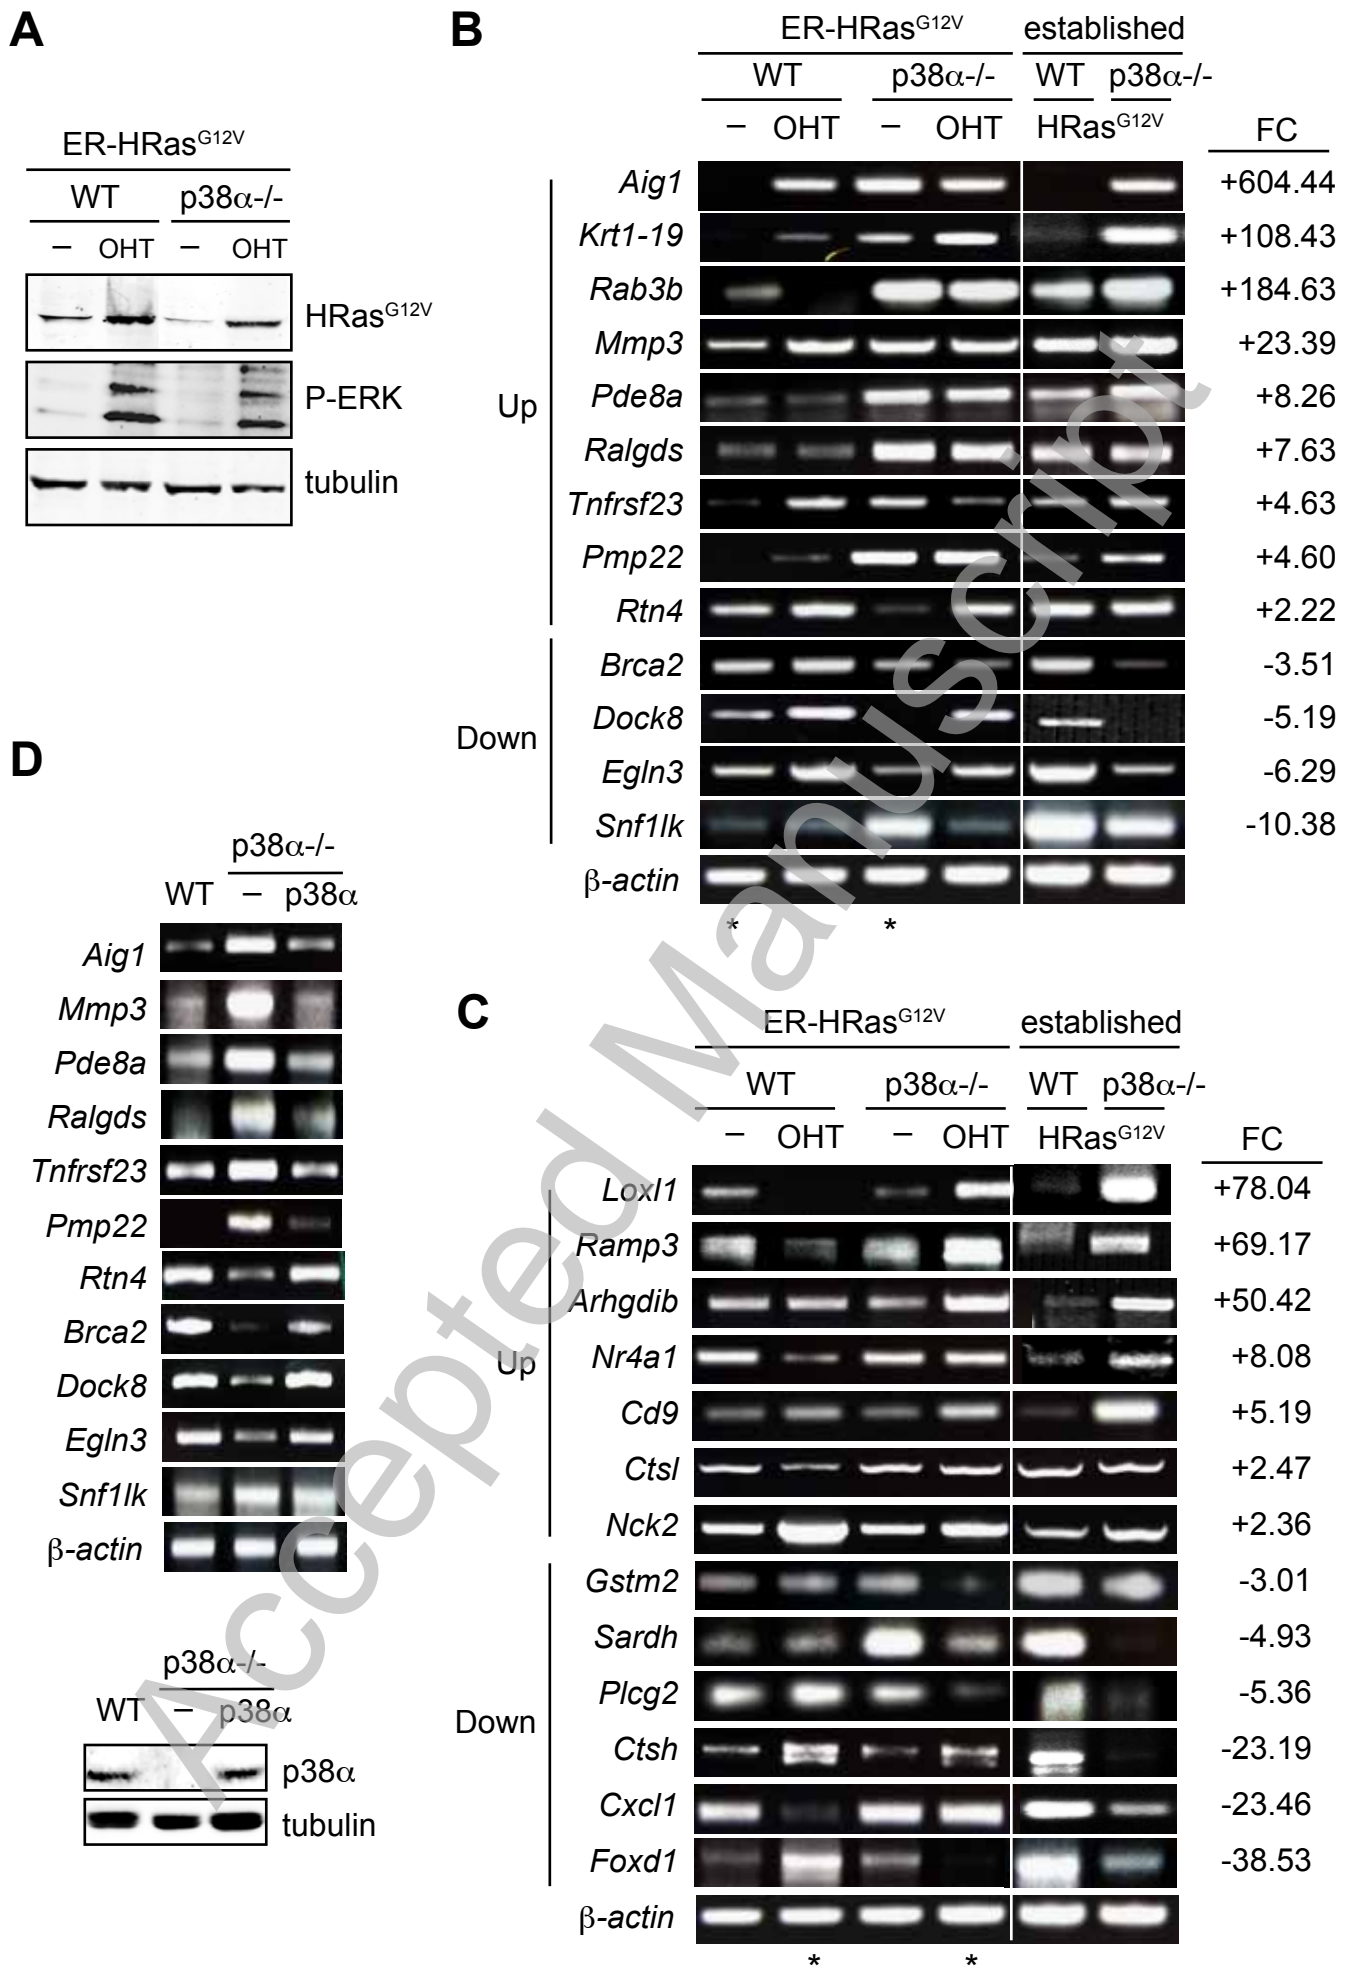 A
ER-HRasG12V
WT p38α-/-
– OHT – OHT
HRasG12V
P-ERK
tubulin
B
ER-HRasG12V established
WT p38α-/- WT p38α-/-
– OHT – OHT HRasG12V FC
Up
Aig1 +604.44
Krt1-19 +108.43
Rab3b +184.63
Mmp3 +23.39
Pde8a +8.26
Ralgds +7.63
Tnfrsf23 +4.63
Pmp22 +4.60
Rtn4 +2.22
Down
Brca2 -3.51
Dock8 -5.19
Egln3 -6.29
Snf1lk -10.38
β-actin
* *
C
ER-HRasG12V established
WT p38α-/- WT p38α-/-
– OHT – OHT HRasG12V FC
Up
Loxl1 +78.04
Ramp3 +69.17
Arhgdib +50.42
Nr4a1 +8.08
Cd9 +5.19
Ctsl +2.47
Nck2 +2.36
Down
Gstm2 -3.01
Sardh -4.93
Plcg2 -5.36
Ctsh -23.19
Cxcl1 -23.46
Foxd1 -38.53
β-actin
* *
D
p38α-/-
WT – p38α
Aig1
Mmp3
Pde8a
Ralgds
Tnfrsf23
Pmp22
Rtn4
Brca2
Dock8
Egln3
Snf1lk
β-actin
p38α-/-
WT – p38α
p38α
tubulin
Accepted Manuscript